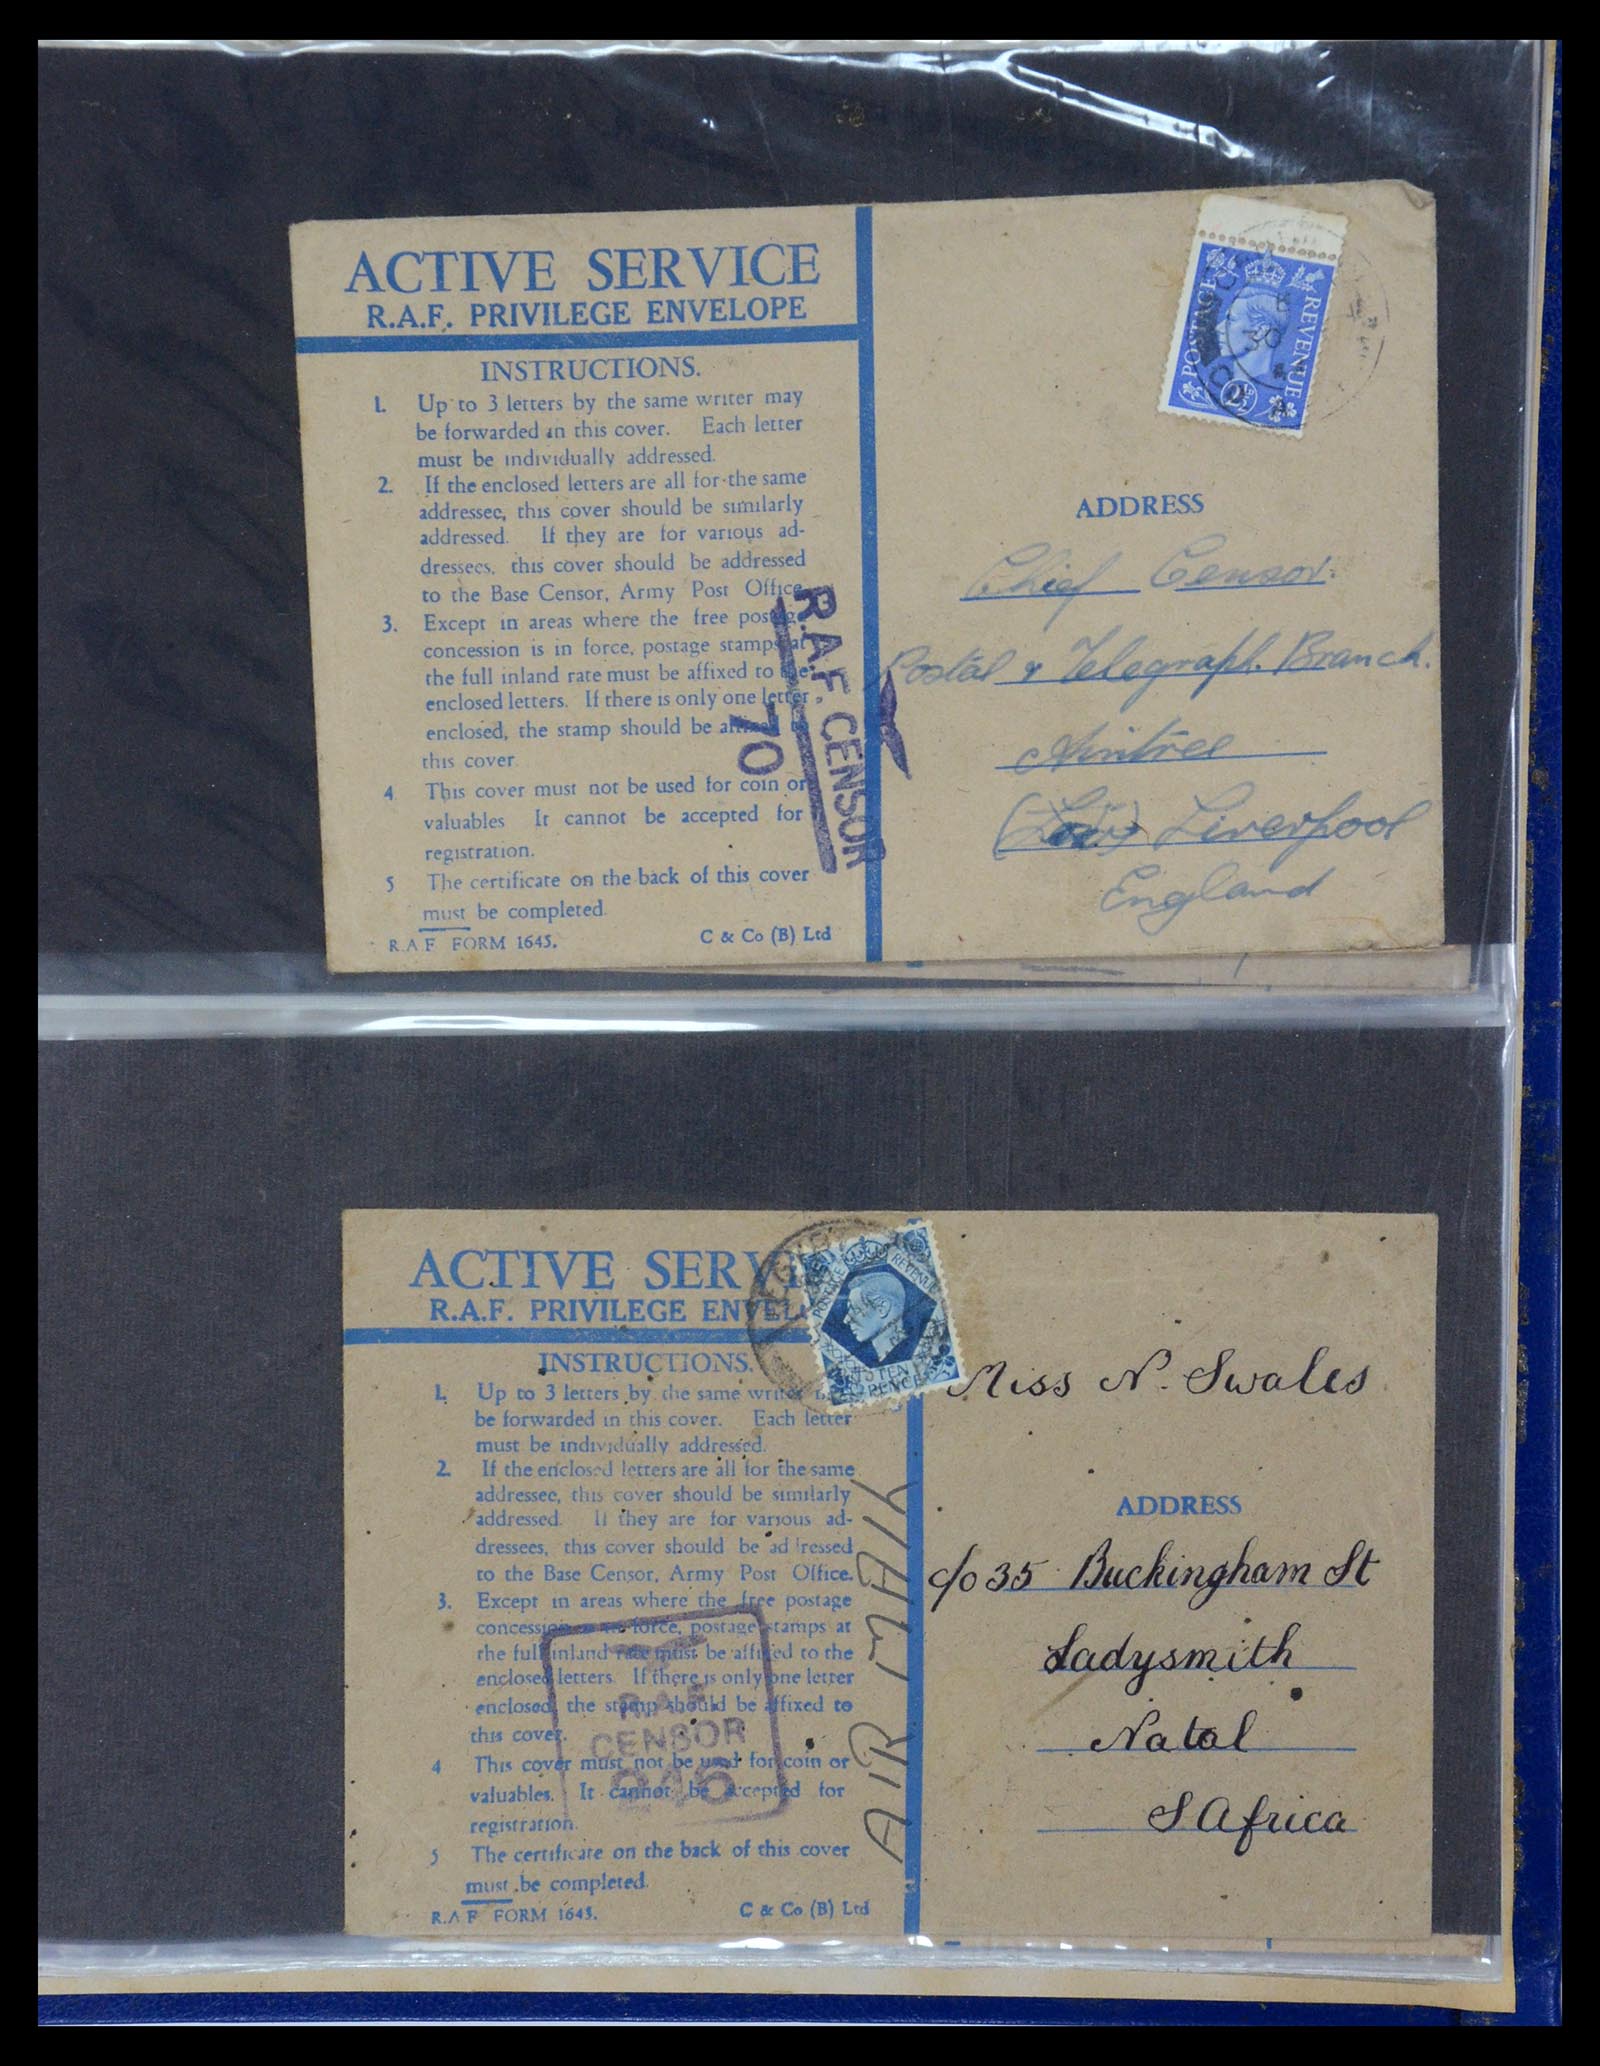 ACTIVE SERVICE
R.A.F. PRIVILEGE ENVELOPE
INSTRUCTIONS.
1. Up to 3 letters by the same writer may
be forwarded in this cover. Each letter
must be individually addressed.
2. If the enclosed letters are all for the same
addressee, this cover should be similarly
addressed. If they are for various ad-
dressees, this cover should be addressed
to the Base Censor, Army Post Office.
3. Except in areas where the free postage
concession is in force, postage stamps at
the full inland rate must be affixed to the
enclosed letters. If there is only one letter
enclosed, the stamp should be affixed to
this cover.
4 This cover must not be used for coin or
valuables It cannot be accepted for
registration.
5 The certificate on the back of this cover
must be completed.
R.A F FORM 1645.
C & Co (B) Ltd
R.A.F. CENSOR
70
POSTAGE REVENUE
2½D
30
ADDRESS
Chief Censor.
Postal & Telegraph. Branch.
Aintree
Liverpool
England
ACTIVE SERVI
R.A.F. PRIVILEGE ENVEL
INSTRUCTIONS.
1. Up to 3 letters by the same writer
be forwarded in this cover. Each letter
must be individually addressed.
2. If the enclosed letters are all for the same
addressee, this cover should be similarly
addressed. If they are for various ad-
dressees, this cover should be addressed
to the Base Censor, Army Post Office.
3. Except in areas where the free postage
concession is in force, postage stamps at
the full inland rate must be affixed to the
enclosed letters. If there is only one letter
enclosed, the stamp should be affixed to
this cover.
4 This cover must not be used for coin or
valuables. It cannot be accepted for
registration.
5 The certificate on the back of this cover
must be completed.
R.A F FORM 1645.
C & Co (B) Ltd
R.A.F.
CENSOR
246
AIR MAIL
POSTAGE REVENUE
TEN
PENCE
Miss N. Swales
ADDRESS
c/o 35 Buckingham St
Ladysmith
Natal
S Africa